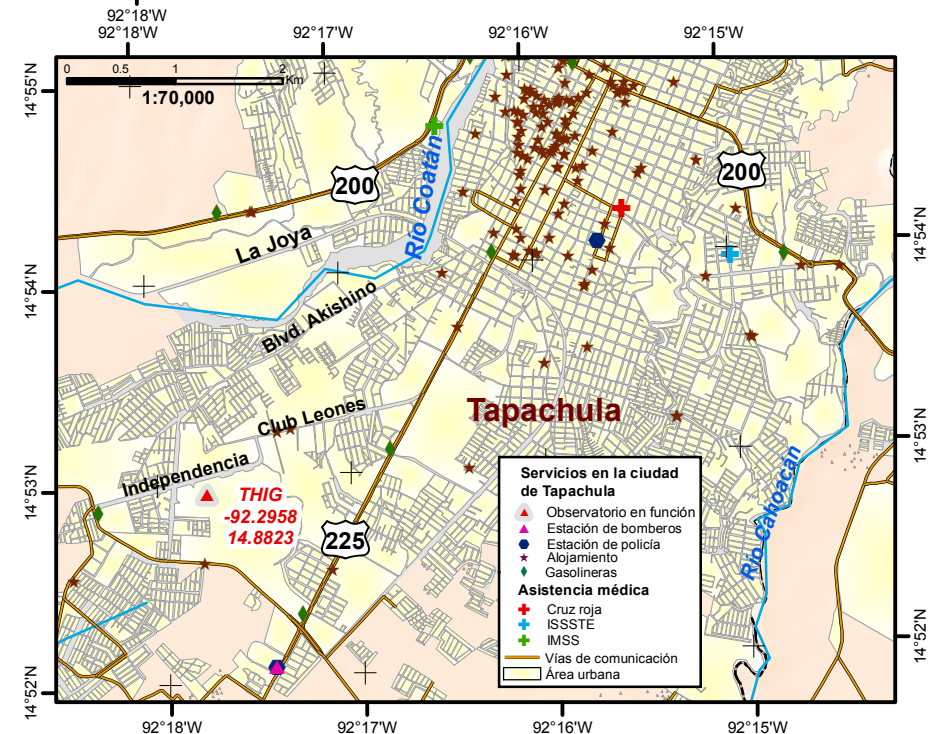 92°18'W
92°18'W 92°17'W 92°16'W 92°15'W
0 0.5 1 2
Km
1:70,000
14°55'N
200
200
Río Coatán
La Joya
14°54'N
14°54'N
Blvd. Akishino
Club Leones
Tapachula
14°53'N
Independencia
14°53'N
THIG
-92.2958
14.8823
225
Río Cahoacán
Servicios en la ciudad
de Tapachula
Observatorio en función
Estación de bomberos
Estación de policía
Alojamiento
Gasolineras
Asistencia médica
Cruz roja
ISSSTE
IMSS
Vías de comunicación
Área urbana
14°52'N
14°52'N
92°18'W 92°17'W 92°16'W 92°15'W